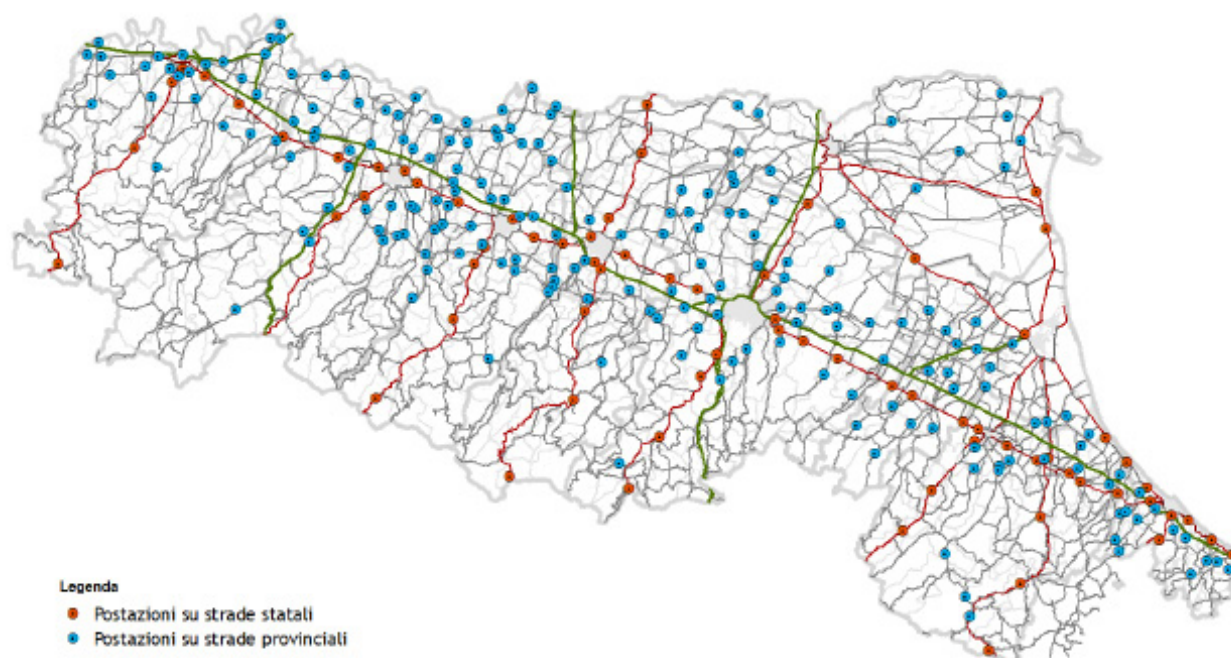 Legenda
Postazioni su strade statali
Postazioni su strade provinciali